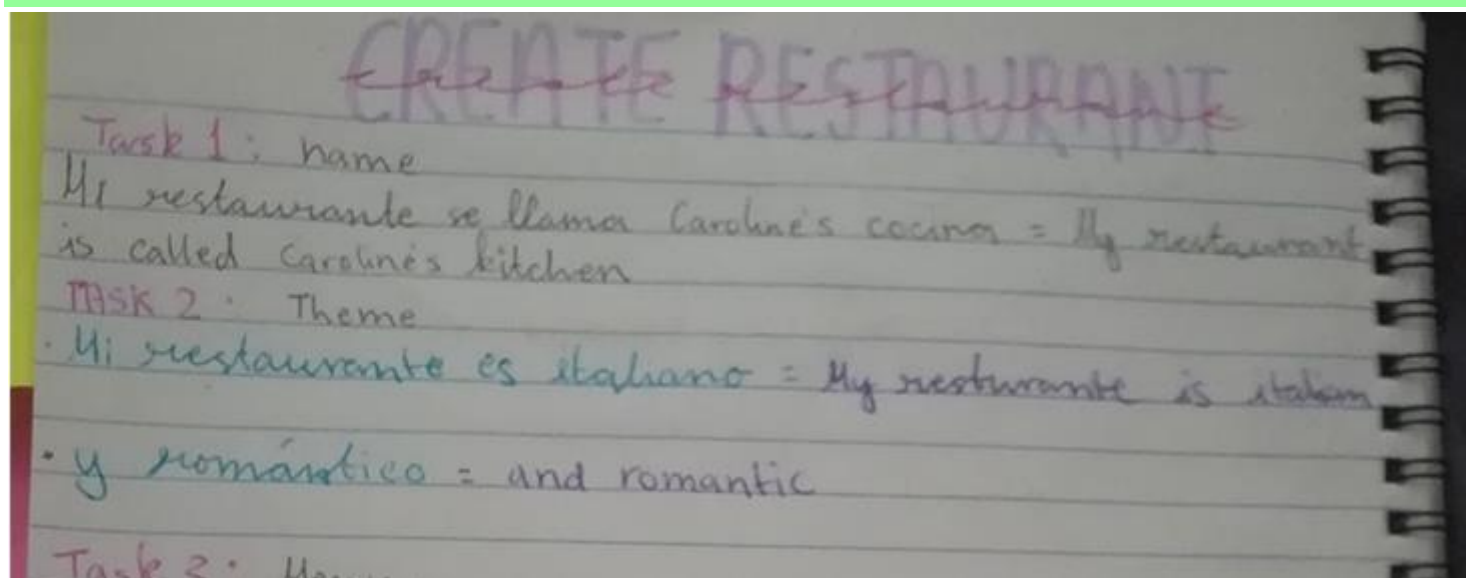 CREATE RESTAURANT
Task 1: name
Mi restaurante se llama Caroline's cocina = My restaurant
is called Caroline's kitchen
TASK 2: Theme
· Mi restaurante es italiano = My resturante is italian
· y romántico = and romantic
Task 3: